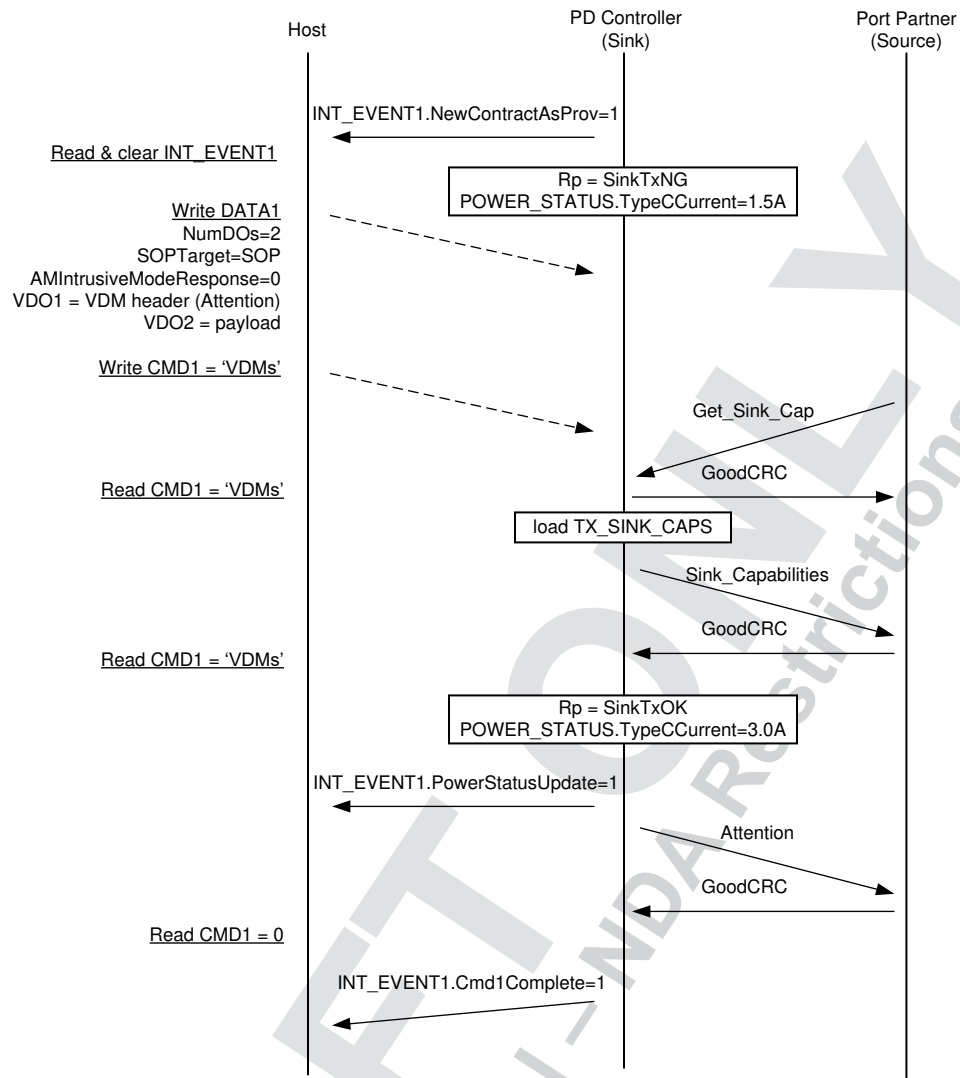 Host
PD Controller
(Sink)
Port Partner
(Source)
INT_EVENT1.NewContractAsProv=1
Read & clear INT_EVENT1
Rp = SinkTxNG
POWER_STATUS.TypeCCurrent=1.5A
Write DATA1
NumDOs=2
SOPTarget=SOP
AMIntrusiveModeResponse=0
VDO1 = VDM header (Attention)
VDO2 = payload
Write CMD1 = ‘VDMs’
Get_Sink_Cap
GoodCRC
Read CMD1 = ‘VDMs’
load TX_SINK_CAPS
Sink_Capabilities
GoodCRC
Read CMD1 = ‘VDMs’
Rp = SinkTxOK
POWER_STATUS.TypeCCurrent=3.0A
INT_EVENT1.PowerStatusUpdate=1
Attention
GoodCRC
Read CMD1 = 0
INT_EVENT1.Cmd1Complete=1
ONLY
NDA Restrictions